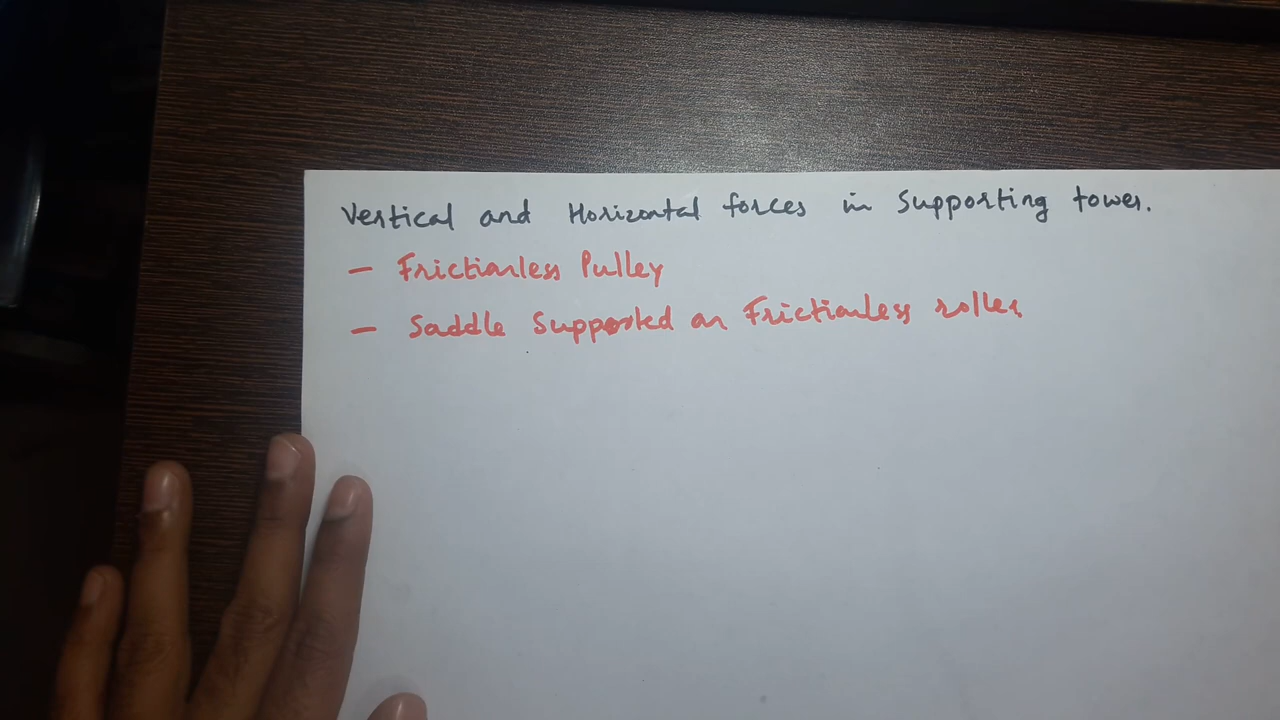 Vertical and Horizontal forces in Supporting tower.
- Frictionless Pulley
- Saddle Supported on Frictionless roller